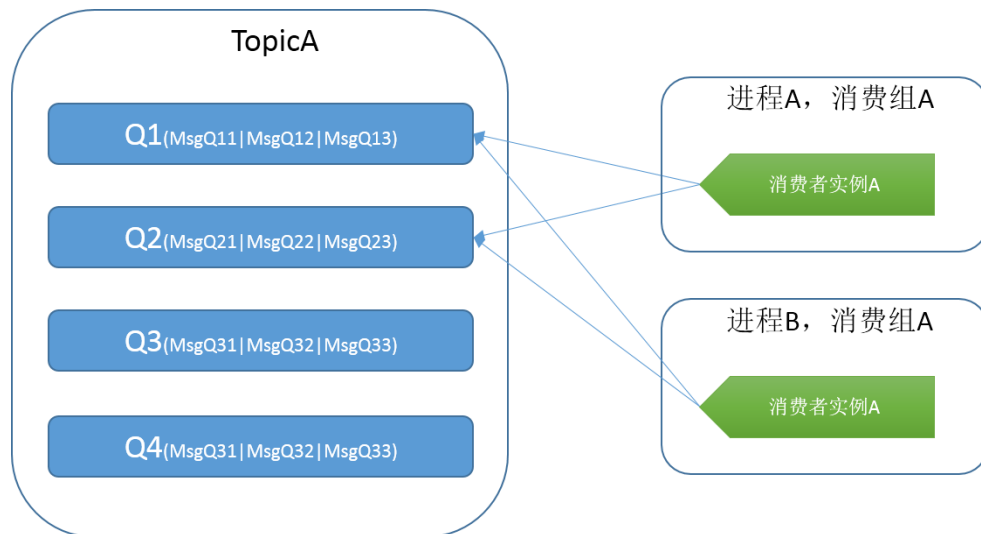 TopicA
Q1(MsgQ11|MsgQ12|MsgQ13)
Q2(MsgQ21|MsgQ22|MsgQ23)
Q3(MsgQ31|MsgQ32|MsgQ33)
Q4(MsgQ31|MsgQ32|MsgQ33)
进程A，消费组A
消费者实例A
进程B，消费组A
消费者实例A